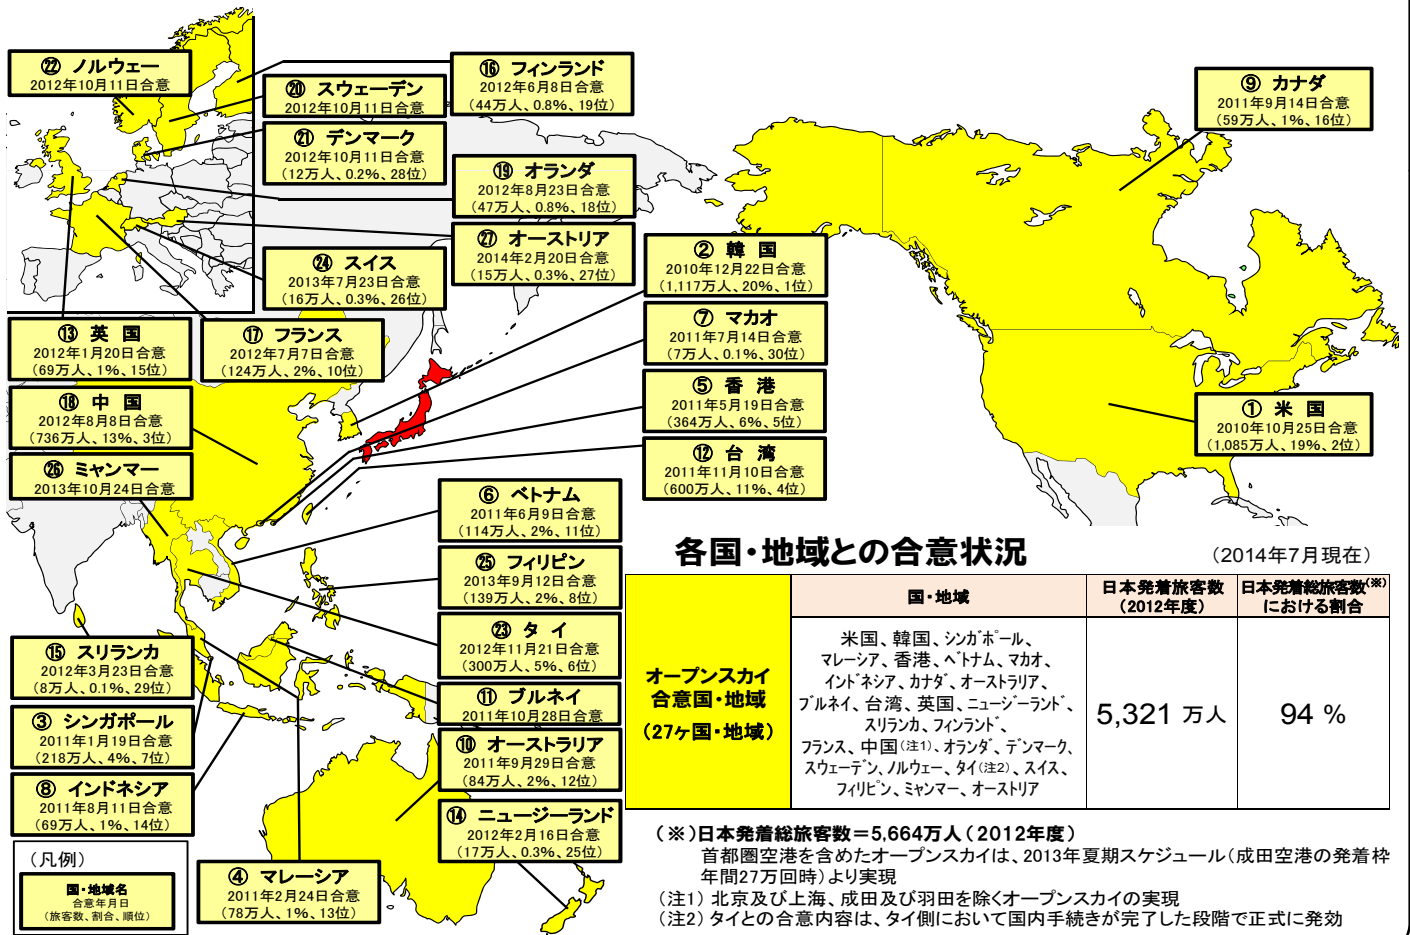 ㉒ ノルウェー
2012年10月11日合意
⑳ スウェーデン
2012年10月11日合意
㉑ デンマーク
2012年10月11日合意
(12万人、0.2%、28位)
⑯ フィンランド
2012年6月8日合意
(44万人、0.8%、19位)
⑲ オランダ
2012年8月23日合意
(47万人、0.8%、18位)
㉗ オーストリア
2014年2月20日合意
(15万人、0.3%、27位)
㉔ スイス
2013年7月23日合意
(16万人、0.3%、26位)
⑬ 英 国
2012年1月20日合意
(69万人、1%、15位)
⑰ フランス
2012年7月7日合意
(124万人、2%、10位)
⑱ 中 国
2012年8月8日合意
(736万人、13%、3位)
㉖ ミャンマー
2013年10月24日合意
② 韓 国
2010年12月22日合意
(1,117万人、20%、1位)
⑦ マカオ
2011年7月14日合意
(7万人、0.1%、30位)
⑤ 香 港
2011年5月19日合意
(364万人、6%、5位)
⑫ 台 湾
2011年11月10日合意
(600万人、11%、4位)
⑨ カナダ
2011年9月14日合意
(59万人、1%、16位)
① 米 国
2010年10月25日合意
(1,085万人、19%、2位)
⑥ ベトナム
2011年6月9日合意
(114万人、2%、11位)
㉕ フィリピン
2013年9月12日合意
(139万人、2%、8位)
㉓ タ イ
2012年11月21日合意
(300万人、5%、6位)
⑪ ブルネイ
2011年10月28日合意
⑩ オーストラリア
2011年9月29日合意
(84万人、2%、12位)
⑭ ニュージーランド
2012年2月16日合意
(17万人、0.3%、25位)
⑮ スリランカ
2012年3月23日合意
(8万人、0.1%、29位)
③ シンガポール
2011年1月19日合意
(218万人、4%、7位)
⑧ インドネシア
2011年8月11日合意
(69万人、1%、14位)
④ マレーシア
2011年2月24日合意
(78万人、1%、13位)
(凡例)
国・地域名
合意年月日
(旅客数、割合、順位)
各国・地域との合意状況
(2014年7月現在)
国・地域
日本発着旅客数
(2012年度)
日本発着総旅客数(※)
における割合
オープンスカイ
合意国・地域
(27ヶ国・地域)
米国、韓国、シンガポール、
マレーシア、香港、ベトナム、マカオ、
インドネシア、カナダ、オーストラリア、
ブルネイ、台湾、英国、ニュージーランド、
スリランカ、フィンランド、
フランス、中国(注1)、オランダ、デンマーク、
スウェーデン、ノルウェー、タイ(注2)、スイス、
フィリピン、ミャンマー、オーストリア
5,321 万人
94 %
(※)日本発着総旅客数=5,664万人(2012年度)
首都圏空港を含めたオープンスカイは、2013年夏期スケジュール(成田空港の発着枠
年間27万回時)より実現
(注1) 北京及び上海、成田及び羽田を除くオープンスカイの実現
(注2) タイとの合意内容は、タイ側において国内手続きが完了した段階で正式に発効